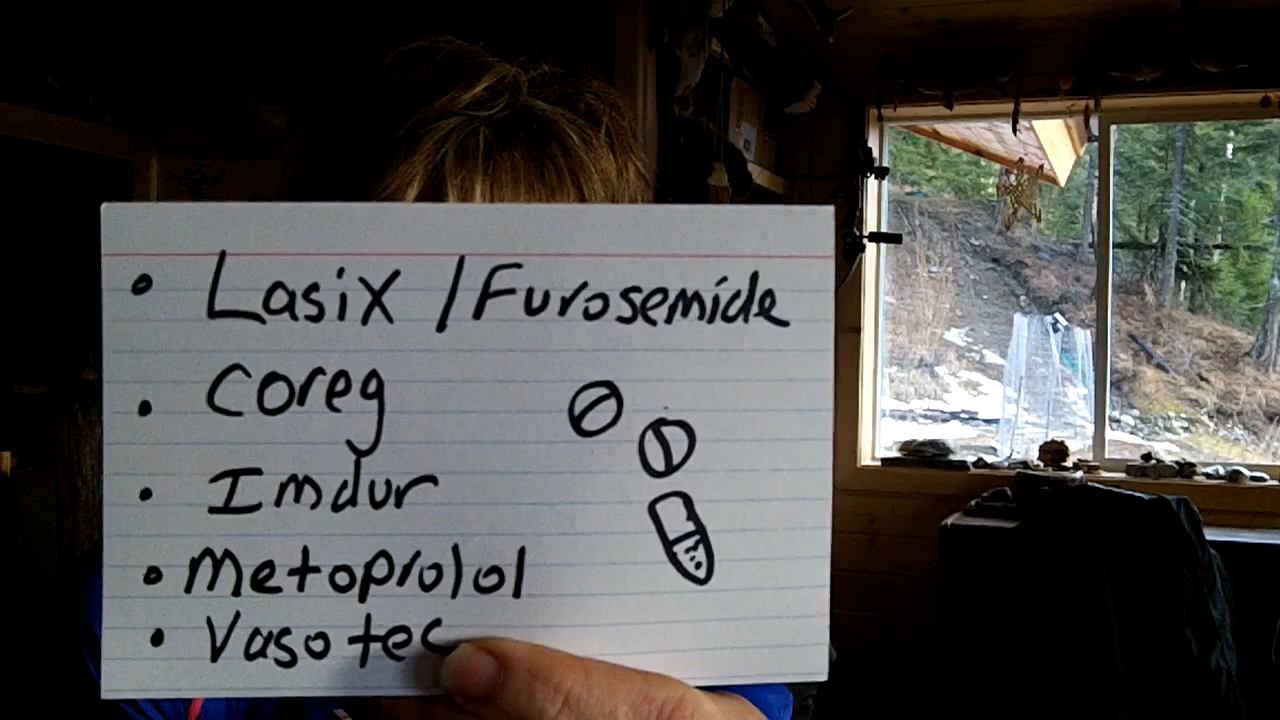 • Lasix / Furosemide
• Coreg
• Imdur
• Metoprolol
• Vasotec